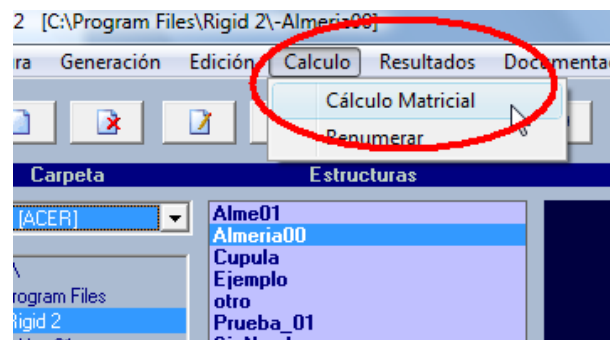 2 [C:\Program Files\Rigid 2\-Almeria00]
ra Generación Edición Calculo Resultados Documenta
Cálculo Matricial
Renumerar
Carpeta Estructuras
[ACER]
Alme01
Almeria00
Cupula
\
rogram Files
Ejemplo
otro
Rigid 2
Prueba_01